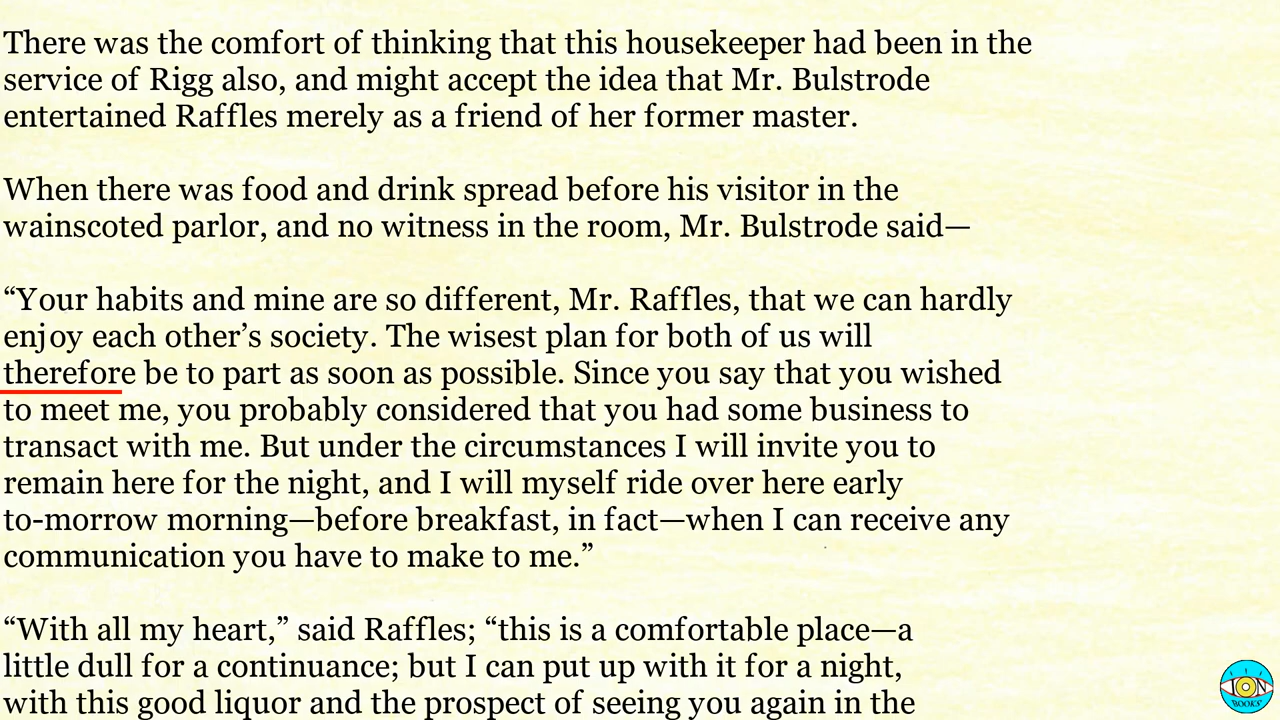 There was the comfort of thinking that this housekeeper had been in the
service of Rigg also, and might accept the idea that Mr. Bulstrode
entertained Raffles merely as a friend of her former master.
When there was food and drink spread before his visitor in the
wainscoted parlor, and no witness in the room, Mr. Bulstrode said—
“Your habits and mine are so different, Mr. Raffles, that we can hardly
enjoy each other’s society. The wisest plan for both of us will
therefore be to part as soon as possible. Since you say that you wished
to meet me, you probably considered that you had some business to
transact with me. But under the circumstances I will invite you to
remain here for the night, and I will myself ride over here early
to-morrow morning—before breakfast, in fact—when I can receive any
communication you have to make to me.”
“With all my heart,” said Raffles; “this is a comfortable place—a
little dull for a continuance; but I can put up with it for a night,
with this good liquor and the prospect of seeing you again in the
ION
BOOKS